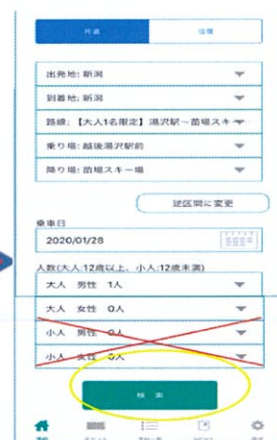 片道 往復
出発地: 新潟
到着地: 新潟
路線: 【大人1名限定】湯沢駅~苗場スキー
乗り場: 越後湯沢駅前
降り場: 苗場スキー場
逆区間に変更
乗車日
2020/01/28
人数(大人:12歳以上、小人:12歳未満)
大人 男性 1人
大人 女性 0人
小人 男性 0人
小人 女性 0人
検 索